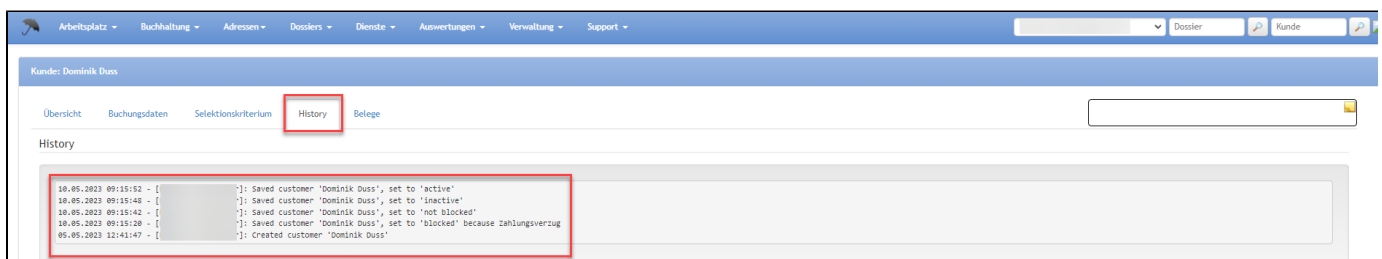 Arbeitsplatz Buchhaltung Adressen Dossiers Dienste Auswertungen Verwaltung Support Dossier Kunde
Kunde: Dominik Duss
Übersicht Buchungsdaten Selektionskriterium History Belege
History
10.05.2023 09:15:52 - [ ]: Saved customer 'Dominik Duss', set to 'active'
10.05.2023 09:15:48 - [ ]: Saved customer 'Dominik Duss', set to 'inactive'
10.05.2023 09:15:42 - [ ]: Saved customer 'Dominik Duss', set to 'not blocked'
10.05.2023 09:15:20 - [ ]: Saved customer 'Dominik Duss', set to 'blocked' because Zahlungsverzug
05.05.2023 12:41:47 - [ ]: Created customer 'Dominik Duss'